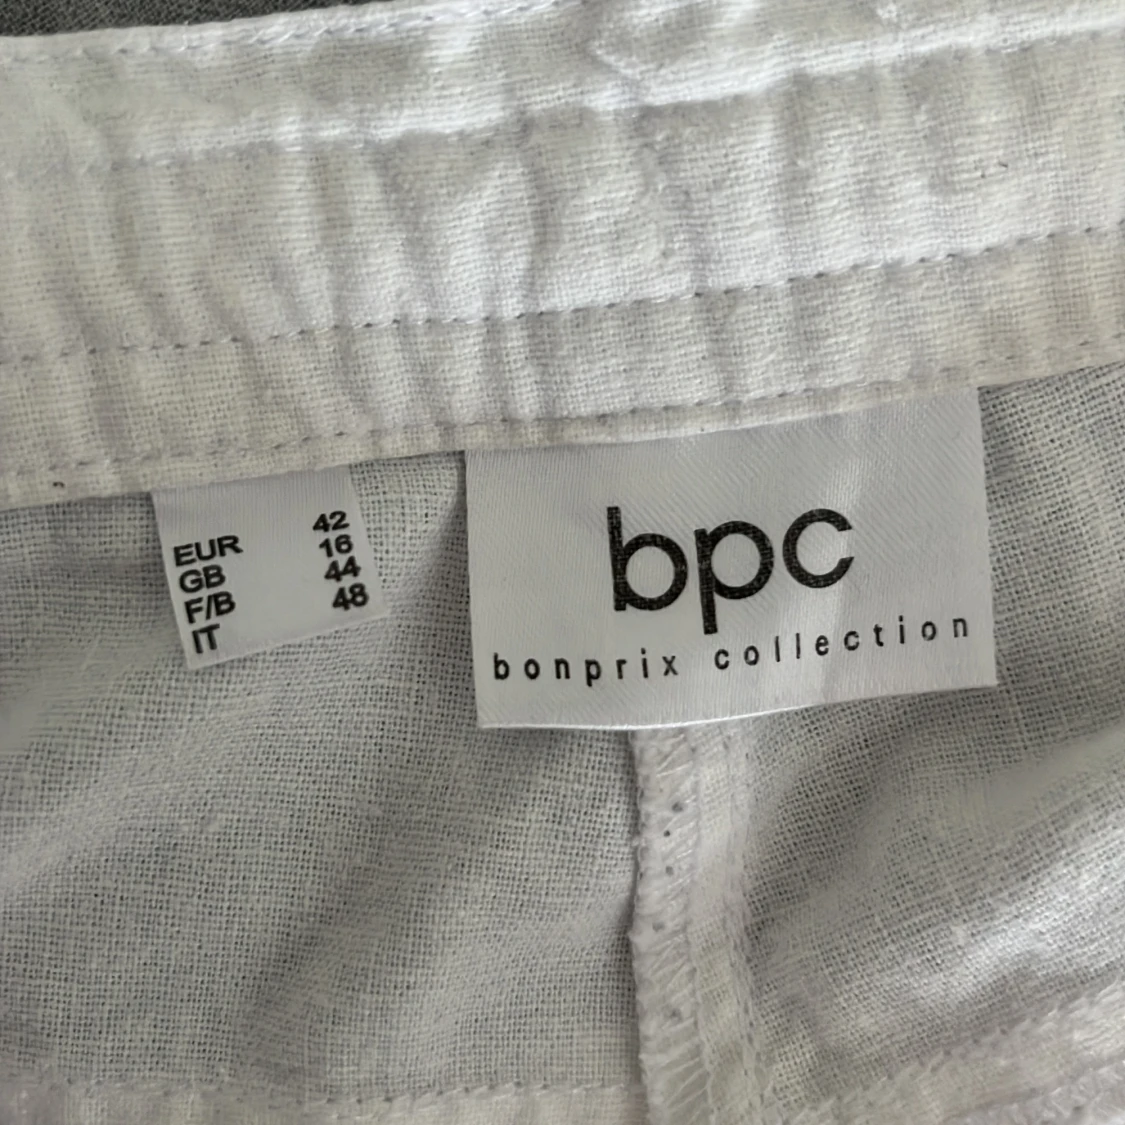 EUR 42
GB 16
F/B 44
IT 48
bpc
bonprix collection